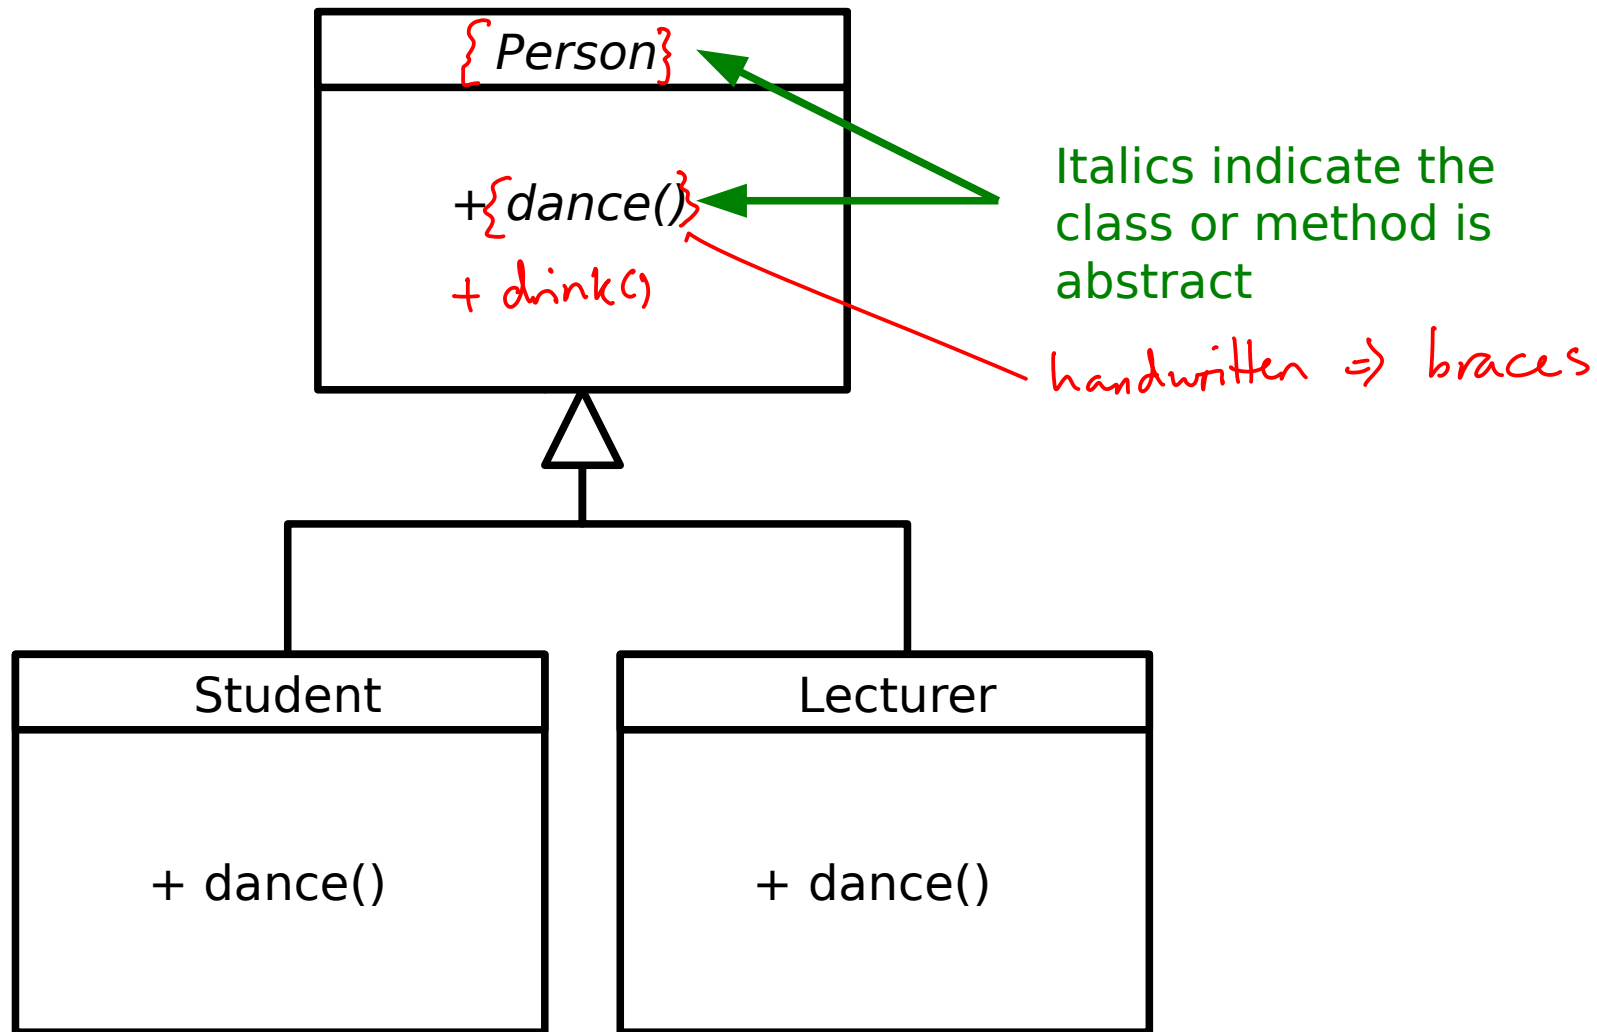 {Person}
+{dance()}
+ drink()
Italics indicate the
class or method is
abstract
handwritten => braces
Student
Lecturer
+ dance()
+ dance()